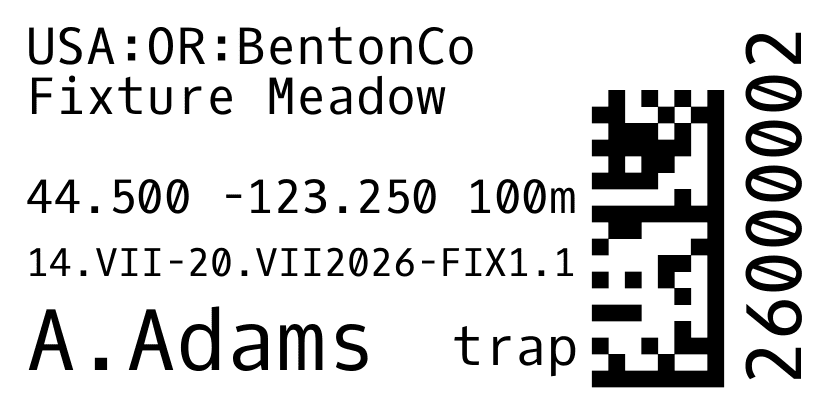 USA:OR:BentonCo
Fixture Meadow
44.500 -123.250 100m
14.VII-20.VII2026-FIX1.1
A.Adams trap
26000002